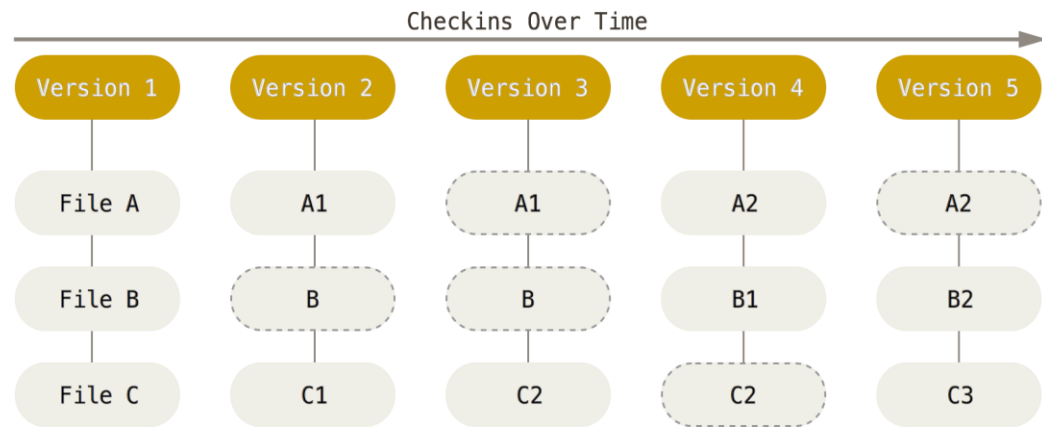 Checkins Over Time
Version 1 Version 2 Version 3 Version 4 Version 5
File A A1 A1 A2 A2
File B B B B1 B2
File C C1 C2 C2 C3